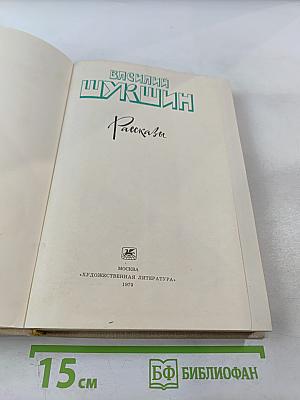 ВАСИЛИЙ
ШУКШИН
Рассказы
МОСКВА
«ХУДОЖЕСТВЕННАЯ ЛИТЕРАТУРА»
1979
15 см
БФ БИБЛИОФАН